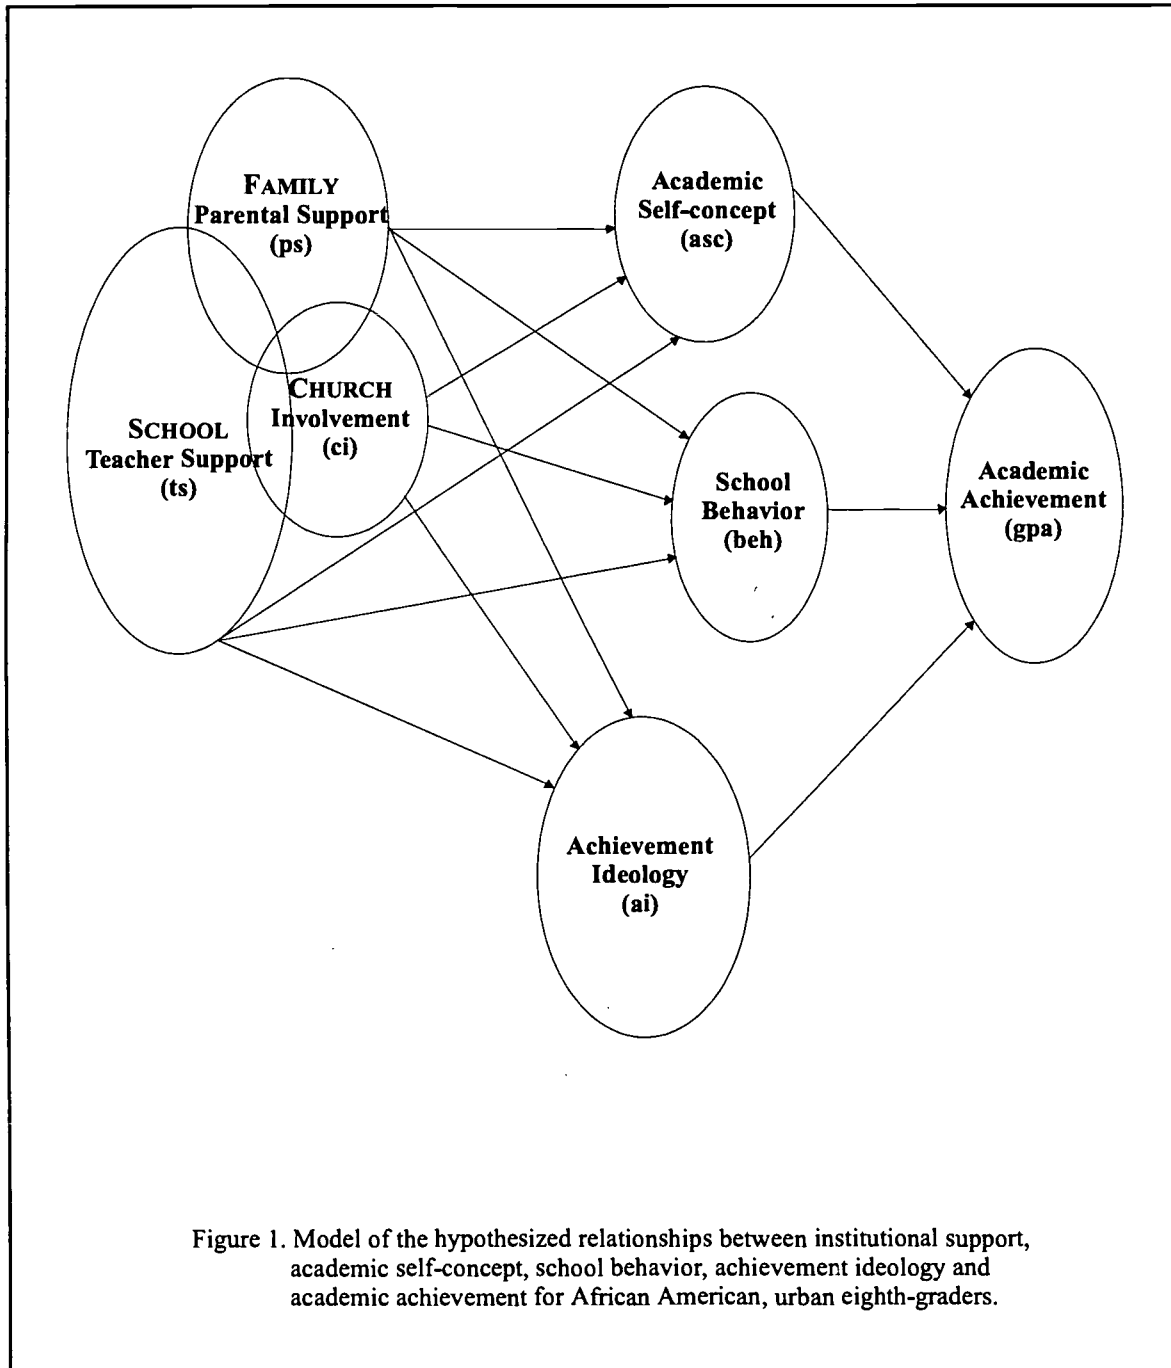 FAMILY
Parental Support
(ps)
CHURCH
Involvement
(ci)
SCHOOL
Teacher Support
(ts)
Academic
Self-concept
(asc)
School
Behavior
(beh)
Achievement
Ideology
(ai)
Academic
Achievement
(gpa)
Figure 1. Model of the hypothesized relationships between institutional support,
academic self-concept, school behavior, achievement ideology and
academic achievement for African American, urban eighth-graders.